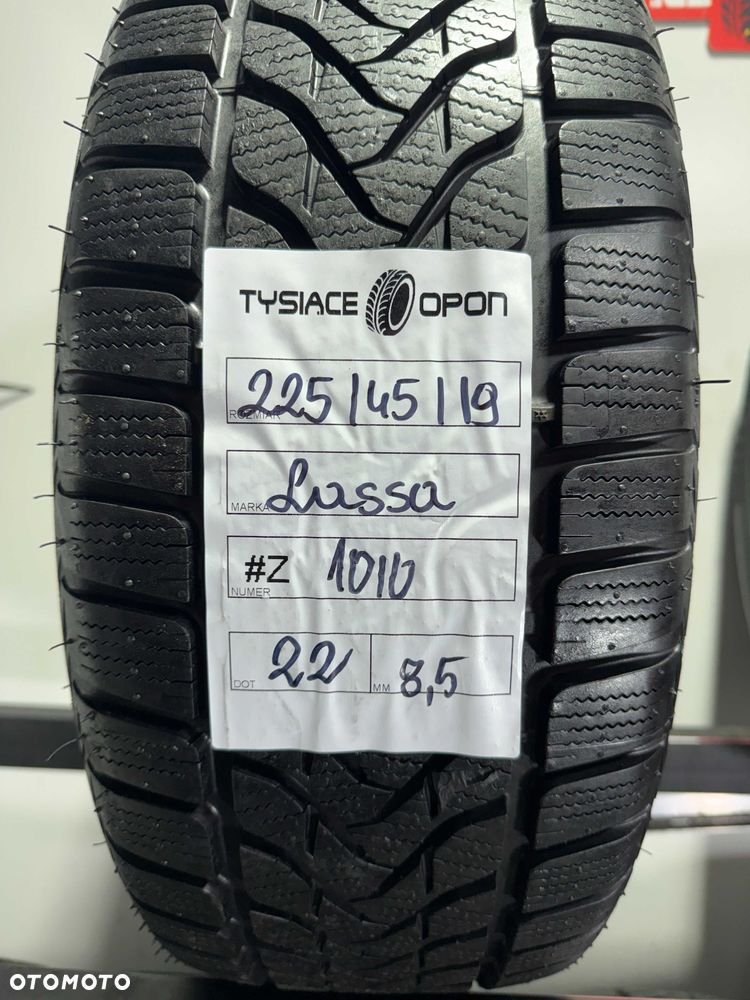 TYSIACE OPON
225/45/19
ROZMIAR
MARKA Lassa
#Z 1010
NUMER
DOT 22 MM 8,5
OTOMOTO